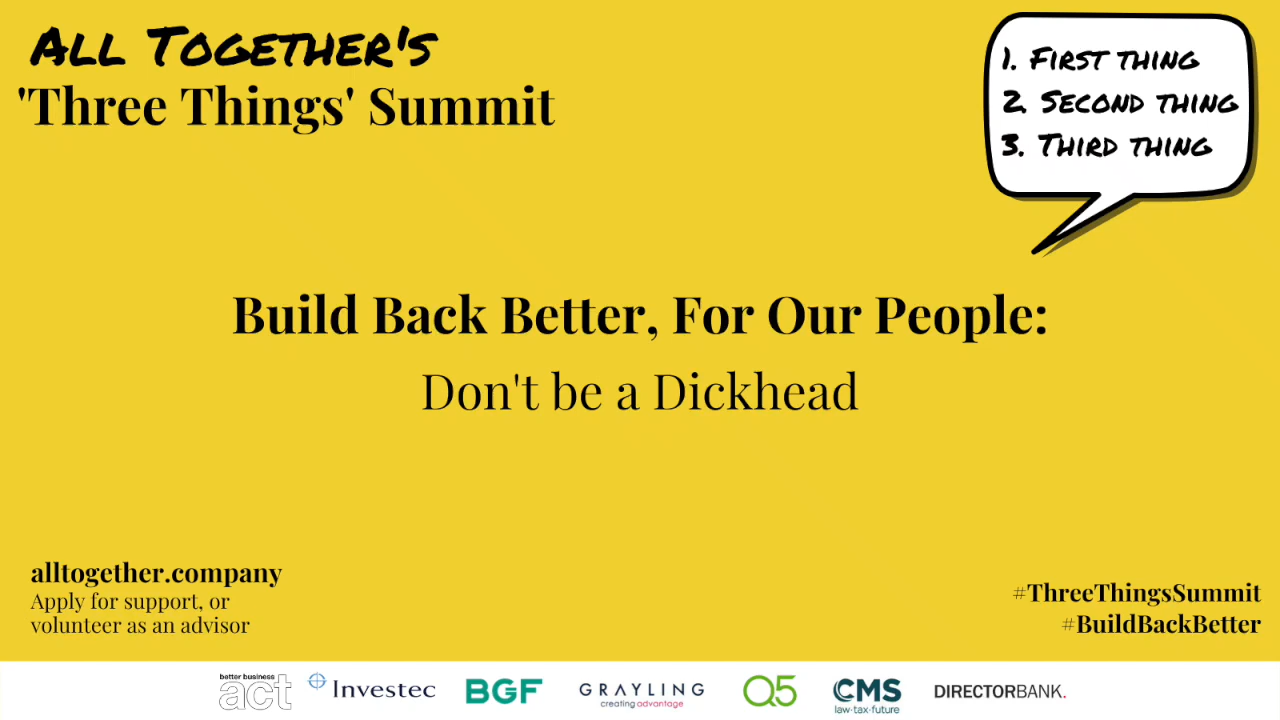 All Together's
'Three Things' Summit
1. First thing
2. Second thing
3. Third thing
Build Back Better, For Our People:
Don't be a Dickhead
alltogether.company
Apply for support, or
volunteer as an advisor
#ThreeThingsSummit
#BuildBackBetter
better business
act
Investec
BGF
GRAYLING
creating advantage
Q5
CMS
law·tax·future
DIRECTORBANK.